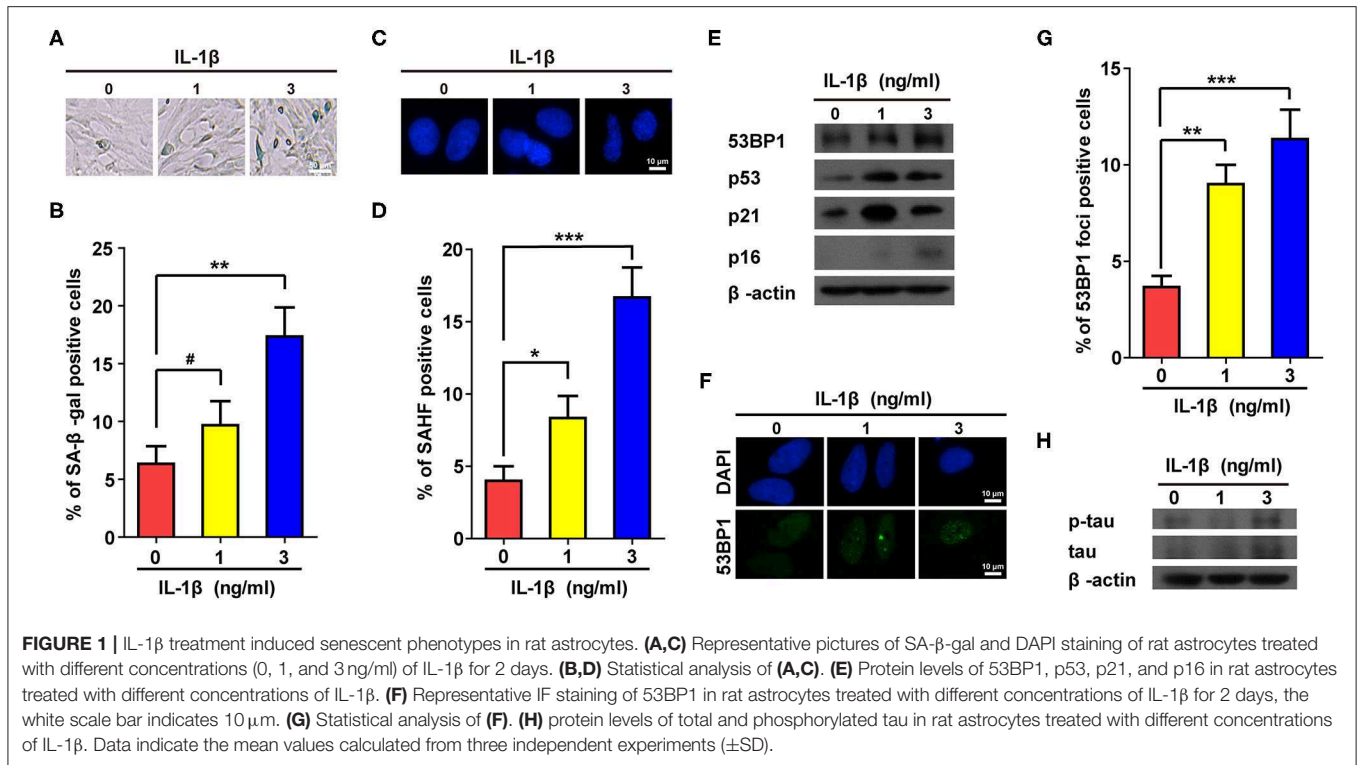 A
IL-1β
0 1 3
B
25
20
15
10
5
0
% of SA-β -gal positive cells
#
**
0 1 3
IL-1β (ng/ml)
C
IL-1β
0 1 3
10 μm
D
20
15
10
5
0
% of SAHF positive cells
*
***
0 1 3
IL-1β (ng/ml)
E
IL-1β (ng/ml)
0 1 3
53BP1
p53
p21
p16
β -actin
F
IL-1β (ng/ml)
0 1 3
DAPI
10 μm
53BP1
10 μm
G
15
10
5
0
% of 53BP1 foci positive cells
**
***
0 1 3
IL-1β (ng/ml)
H
IL-1β (ng/ml)
0 1 3
p-tau
tau
β -actin
FIGURE 1 | IL-1β treatment induced senescent phenotypes in rat astrocytes. (A,C) Representative pictures of SA-β-gal and DAPI staining of rat astrocytes treated
with different concentrations (0, 1, and 3 ng/ml) of IL-1β for 2 days. (B,D) Statistical analysis of (A,C). (E) Protein levels of 53BP1, p53, p21, and p16 in rat astrocytes
treated with different concentrations of IL-1β. (F) Representative IF staining of 53BP1 in rat astrocytes treated with different concentrations of IL-1β for 2 days, the
white scale bar indicates 10 μm. (G) Statistical analysis of (F). (H) protein levels of total and phosphorylated tau in rat astrocytes treated with different concentrations
of IL-1β. Data indicate the mean values calculated from three independent experiments (±SD).